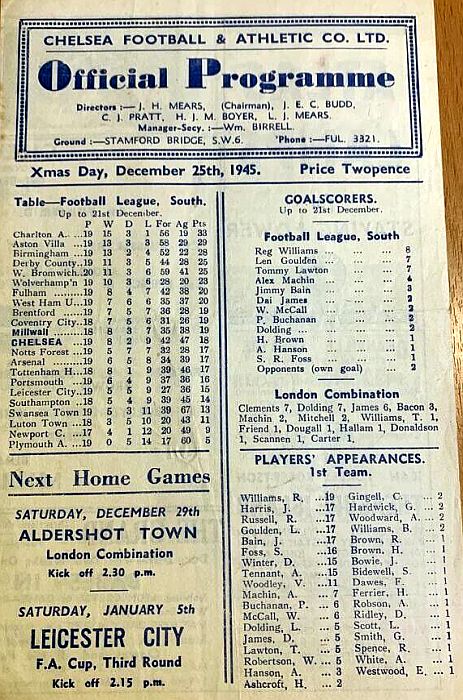 CHELSEA FOOTBALL & ATHLETIC CO. LTD.
Official Programme
Directors :— J. H. MEARS, (Chairman), J. E. C. BUDD,
C. J. PRATT, H. J. M. BOYER, L. J. MEARS.
Manager-Secy. :—Wm. BIRRELL.
Ground :—STAMFORD BRIDGE, S.W.6. 'Phone :—FUL. 3321.
Xmas Day, December 25th, 1945. Price Twopence
Table—Football League, South.
Up to 21st December.
P W D L For Ag Pts
Charlton A. ...19 15 3 1 56 19 33
Aston Villa ...19 13 3 3 58 29 29
Birmingham ...19 13 2 4 52 22 28
Derby County ..19 11 3 5 44 28 25
W. Bromwich...20 11 3 6 59 41 25
Wolverhamp'n 19 10 3 6 28 20 23
Fulham ........19 8 4 7 42 38 20
West Ham U...19 7 6 6 35 37 20
Brentford ......19 7 5 7 36 28 19
Coventry City..18 7 5 6 31 26 19
Millwall ......18 8 3 7 35 38 19
CHELSEA ...19 8 2 9 42 47 18
Notts Forest ..19 5 7 7 32 28 17
Arsenal ........19 6 5 8 34 39 17
Tottenham H....18 8 1 9 39 46 17
Portsmouth ...19 6 4 9 37 36 16
Leicester City..19 5 5 9 27 36 15
Southampton ..18 5 4 9 39 45 14
Swansea Town 19 5 3 11 39 67 13
Luton Town ...18 3 5 10 20 43 11
Newport C. ...17 4 1 12 20 49 9
Plymouth A. ...19 0 5 14 17 60 5
Next Home Games
SATURDAY, DECEMBER 29th
ALDERSHOT TOWN
London Combination
Kick off 2.30 p.m.
SATURDAY, JANUARY 5th
LEICESTER CITY
F.A. Cup, Third Round
Kick off 2.15 p.m.
GOALSCORERS.
Up to 21st December.
Football League, South
Reg Williams ... 8
Len Goulden ... 7
Tommy Lawton ... 7
Alex Machin ... 4
Jimmy Bain ... 3
Dai James ... 2
W. McCall ... 2
P. Buchanan ... 2
Dolding ... 2
H. Brown ... 1
A. Hanson ... 1
S. R. Foss ... 1
Opponents (own goal) ... 2
London Combination
Clements 7, Dolding 7, James 6, Bacon 3,
Machin 2, Mitchell 2, Williams, T. 1,
Friend 1, Dougall 1, Hallam 1, Donaldson
1, Scannen 1, Carter 1.
PLAYERS' APPEARANCES.
1st Team.
Williams, R. ...19 Gingell, C. ... 2
Harris, J. ...17 Hardwick, G. ... 2
Russell, R. ...17 Woodward, A. ... 2
Goulden, L. ...17 Williams, B. ... 2
Bain, J. ...17 Brown, R. ... 1
Foss, S. ...16 Brown, H. ... 1
Winter, D. ...15 Bowie, J. ... 1
Tennant, A. ...15 Bidewell, S. ... 1
Woodley, V. ...11 Dawes, F. ... 1
Machin, A. ... 7 Ferrier, H. ... 1
Buchanan, P. ... 6 Robson, A. ... 1
McCall, W. ... 6 Ridley, D. ... 1
Dolding, L. ... 5 Scott, L. ... 1
James, D. ... 5 Smith, G. ... 1
Lawton, T. ... 5 Spence, R. ... 1
Robertson, W. ... 5 White, A. ... 1
Hanson, A. ... 3 Westwood, E. ... 1
Ashcroft, H. ... 2